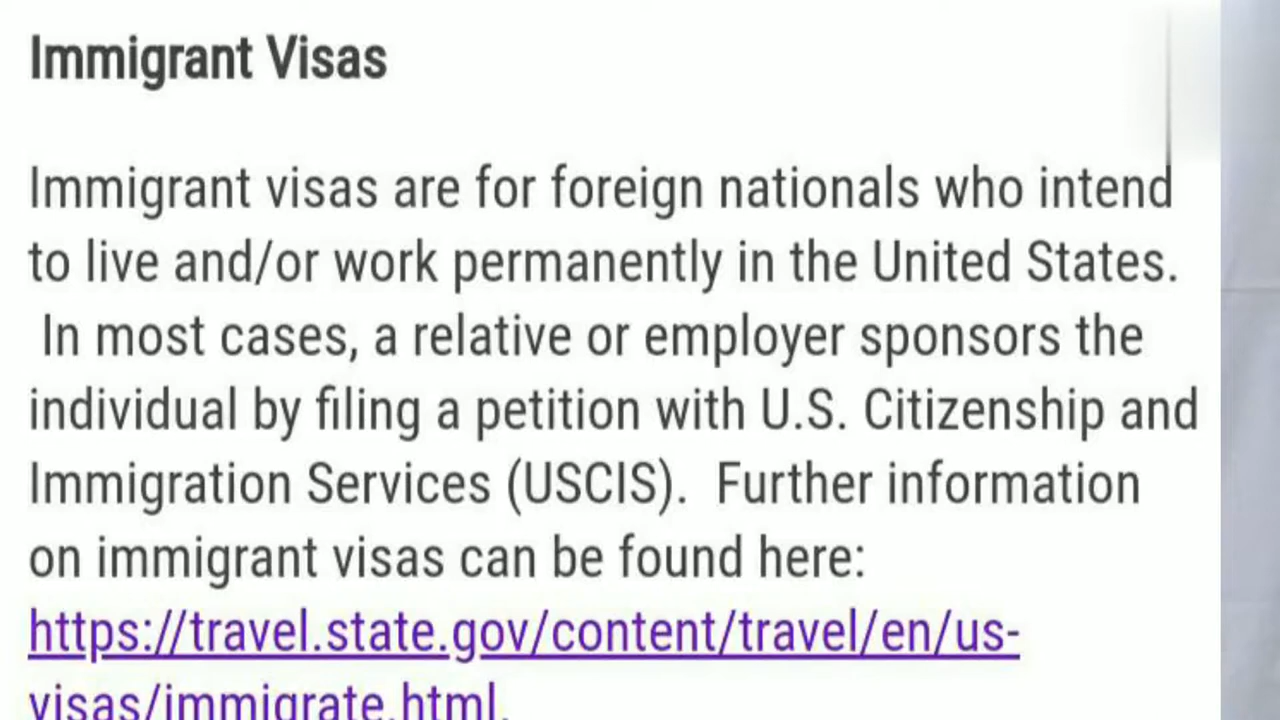 Immigrant Visas
Immigrant visas are for foreign nationals who intend
to live and/or work permanently in the United States.
In most cases, a relative or employer sponsors the
individual by filing a petition with U.S. Citizenship and
Immigration Services (USCIS).  Further information
on immigrant visas can be found here:
https://travel.state.gov/content/travel/en/us-
visas/immigrate.html.